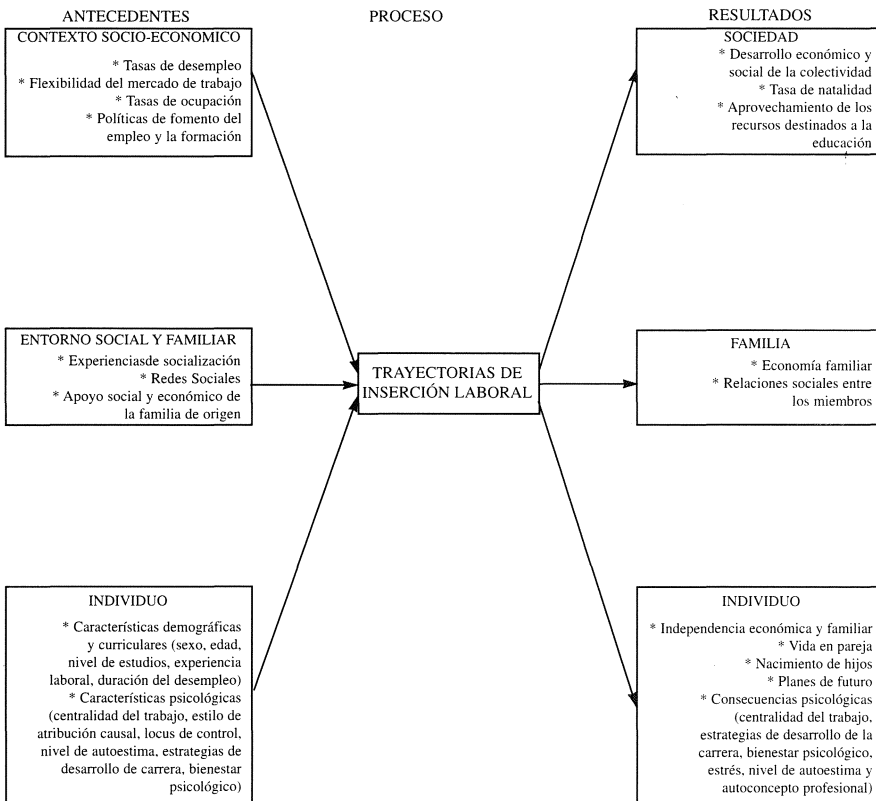 ANTECEDENTES
PROCESO
RESULTADOS
CONTEXTO SOCIO-ECONOMICO
* Tasas de desempleo
* Flexibilidad del mercado de trabajo
* Tasas de ocupación
* Políticas de fomento del
empleo y la formación
SOCIEDAD
* Desarrollo económico y
social de la colectividad
* Tasa de natalidad
* Aprovechamiento de los
recursos destinados a la
educación
ENTORNO SOCIAL Y FAMILIAR
* Experienciasde socialización
* Redes Sociales
* Apoyo social y económico de
la familia de origen
TRAYECTORIAS DE
INSERCIÓN LABORAL
FAMILIA
* Economía familiar
* Relaciones sociales entre
los miembros
INDIVIDUO
* Características demográficas
y curriculares (sexo, edad,
nivel de estudios, experiencia
laboral, duración del desempleo)
* Características psicológicas
(centralidad del trabajo, estilo de
atribución causal, locus de control,
nivel de autoestima, estrategias de
desarrollo de carrera, bienestar
psicológico)
INDIVIDUO
* Independencia económica y familiar
* Vida en pareja
* Nacimiento de hijos
* Planes de futuro
* Consecuencias psicológicas
(centralidad del trabajo,
estrategias de desarrollo de la
carrera, bienestar psicológico,
estrés, nivel de autoestima y
autoconcepto profesional)